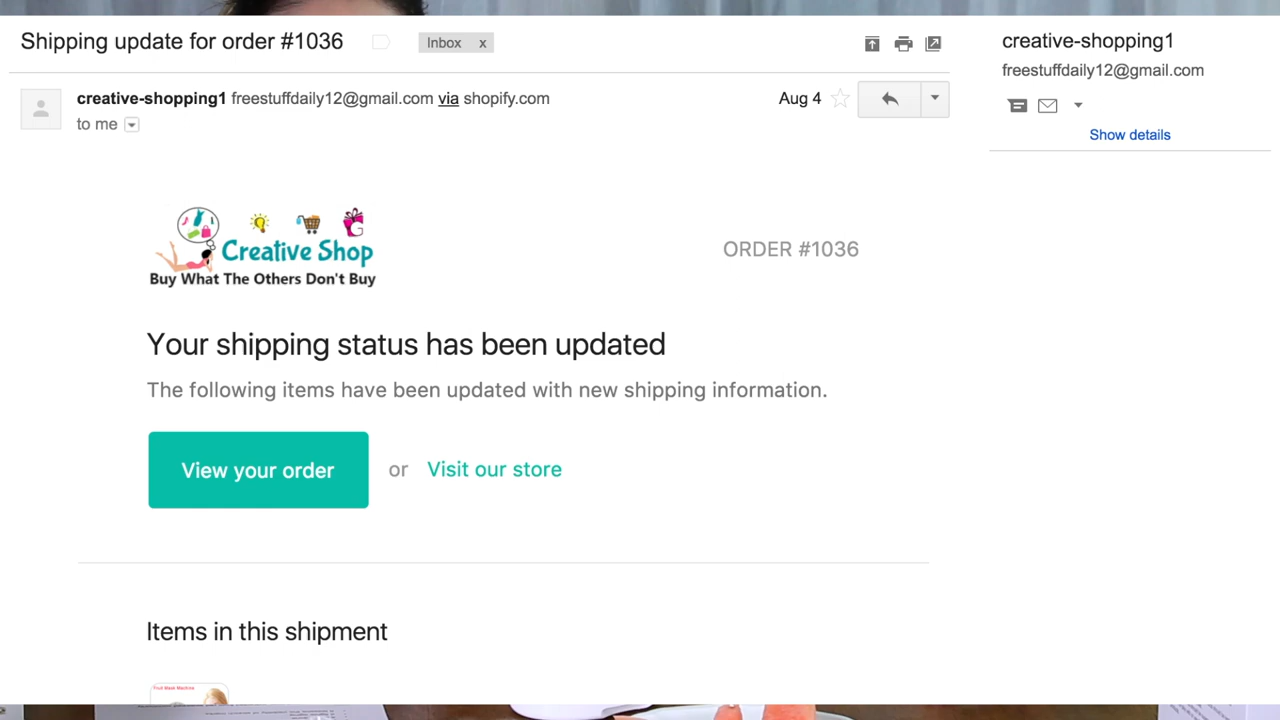 Shipping update for order #1036
Inbox x
creative-shopping1
freestuffdaily12@gmail.com
Show details
creative-shopping1 freestuffdaily12@gmail.com via shopify.com
Aug 4
to me
Creative Shop
Buy What The Others Don't Buy
ORDER #1036
Your shipping status has been updated
The following items have been updated with new shipping information.
View your order or Visit our store
Items in this shipment
Fruit Mask Machine